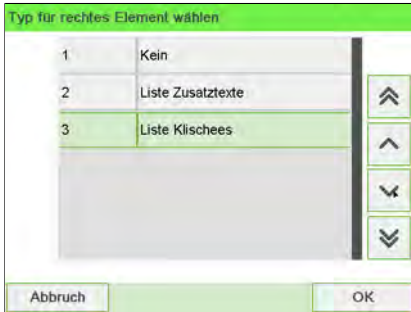 Typ für rechtes Element wählen
1 Kein
2 Liste Zusatztexte
3 Liste Klischees
Abbruch OK